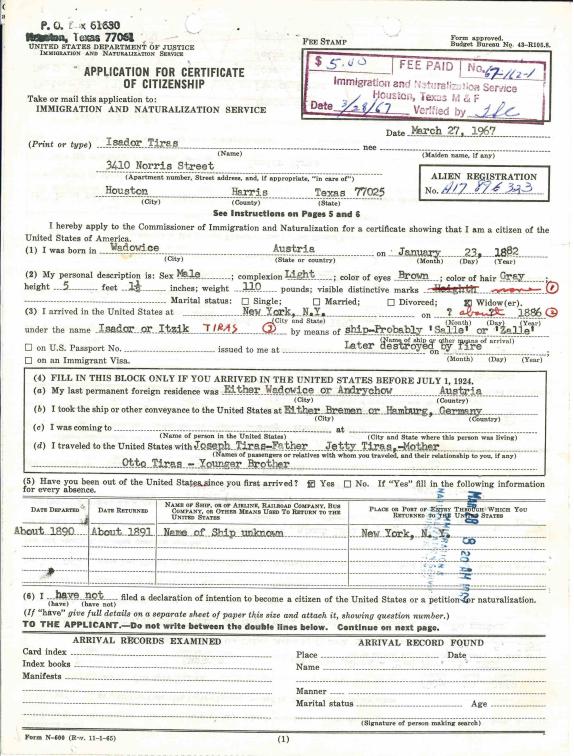 P. O. Box 61630
Houston, Texas 77061
UNITED STATES DEPARTMENT OF JUSTICE
IMMIGRATION AND NATURALIZATION SERVICE
FEE STAMP
Form approved.
Budget Bureau No. 43-R105.8.
APPLICATION FOR CERTIFICATE
OF CITIZENSHIP
Take or mail this application to:
IMMIGRATION AND NATURALIZATION SERVICE
$ 5.00 FEE PAID No. 67-1121-1
Immigration and Naturalization Service
Houston, Texas M & F
Date 3/28/67 Verified by
Date March 27, 1967
(Print or type) Isador Tiras nee
(Name) (Maiden name, if any)
3410 Norris Street
(Apartment number, Street address, and, if appropriate, "in care of")
Houston Harris Texas 77025
(City) (County) (State)
ALIEN REGISTRATION
No. A17 896 323
See Instructions on Pages 5 and 6
I hereby apply to the Commissioner of Immigration and Naturalization for a certificate showing that I am a citizen of the
United States of America.
(1) I was born in Wadowice Austria on January 23, 1882
(City) (State or country) (Month) (Day) (Year)
(2) My personal description is: Sex Male; complexion Light; color of eyes Brown; color of hair Gray;
height 5 feet 1½ inches; weight 110 pounds; visible distinctive marks none (1)
Marital status: ☐ Single; ☐ Married; ☐ Divorced; ☒ Widow(er).
(3) I arrived in the United States at New York, N.Y. on ? about 1886 (2)
(City and State) (Month) (Day) (Year)
under the name Isador or Itzik TIRAS (3) by means of ship-Probably 'Selle' or 'Zelle'
(Name of ship or other means of arrival)
Later destroyed by fire
☐ on U.S. Passport No. issued to me at on
☐ on an Immigrant Visa. (Month) (Day) (Year)
(4) FILL IN THIS BLOCK ONLY IF YOU ARRIVED IN THE UNITED STATES BEFORE JULY 1, 1924.
(a) My last permanent foreign residence was Either Wadowice or Andrychow Austria
(City) (Country)
(b) I took the ship or other conveyance to the United States at Either Bremen or Hamburg, Germany
(City) (Country)
(c) I was coming to at
(Name of person in the United States) (City and State where this person was living)
(d) I traveled to the United States with Joseph Tiras-Father Jetty Tiras,-Mother
(Names of passengers or relatives with whom you traveled, and their relationship to you, if any)
Otto Tiras - Younger Brother
(5) Have you been out of the United States since you first arrived? ☒ Yes ☐ No. If "Yes" fill in the following information
for every absence.
DATE DEPARTED DATE RETURNED NAME OF SHIP, OR OF AIRLINE, RAILROAD COMPANY, BUS COMPANY, OR OTHER MEANS USED TO RETURN TO THE UNITED STATES PLACE OR PORT OF ENTRY THROUGH WHICH YOU RETURNED TO THE UNITED STATES
About 1890 About 1891 Name of Ship unknown New York, N. Y.
(6) I have not filed a declaration of intention to become a citizen of the United States or a petition for naturalization.
(have) (have not)
(If "have" give full details on a separate sheet of paper this size and attach it, showing question number.)
TO THE APPLICANT.—Do not write between the double lines below. Continue on next page.
ARRIVAL RECORDS EXAMINED
Card index
Index books
Manifests
ARRIVAL RECORD FOUND
Place Date
Name
Manner
Marital status Age
(Signature of person making search)
Form N-600 (Rev. 11-1-65)
(1)